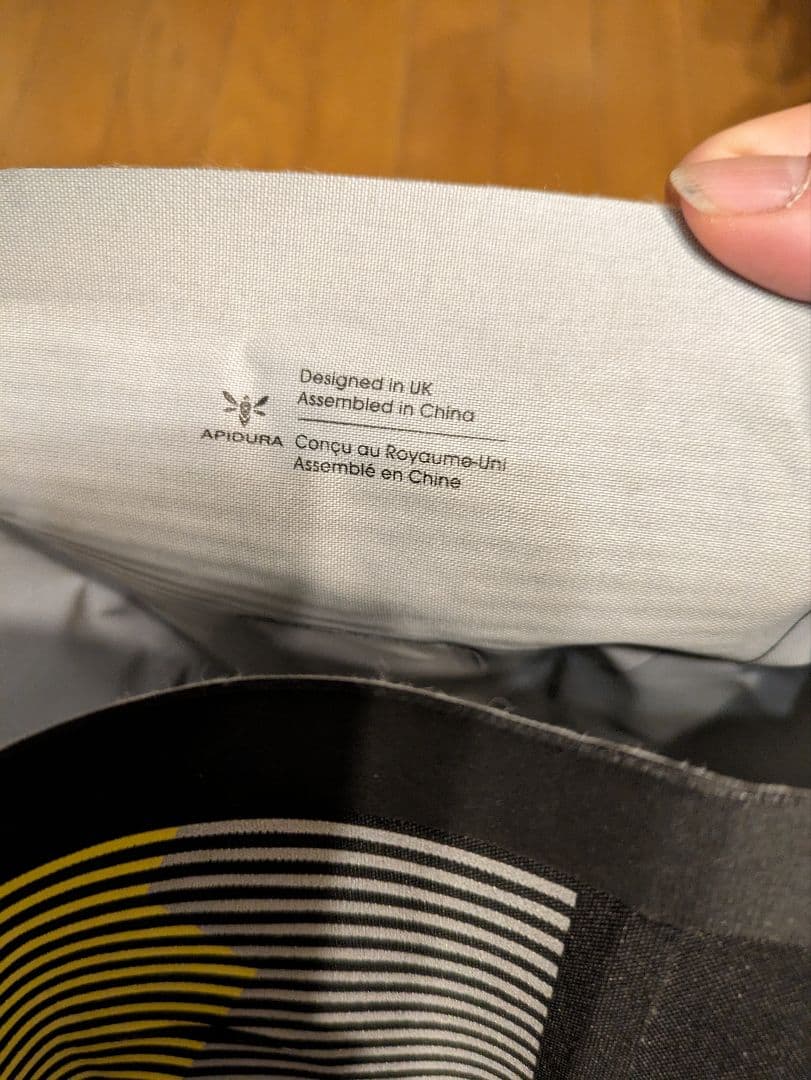 APIDURA
Designed in UK
Assembled in China
Conçu au Royaume-Uni
Assemblé en Chine